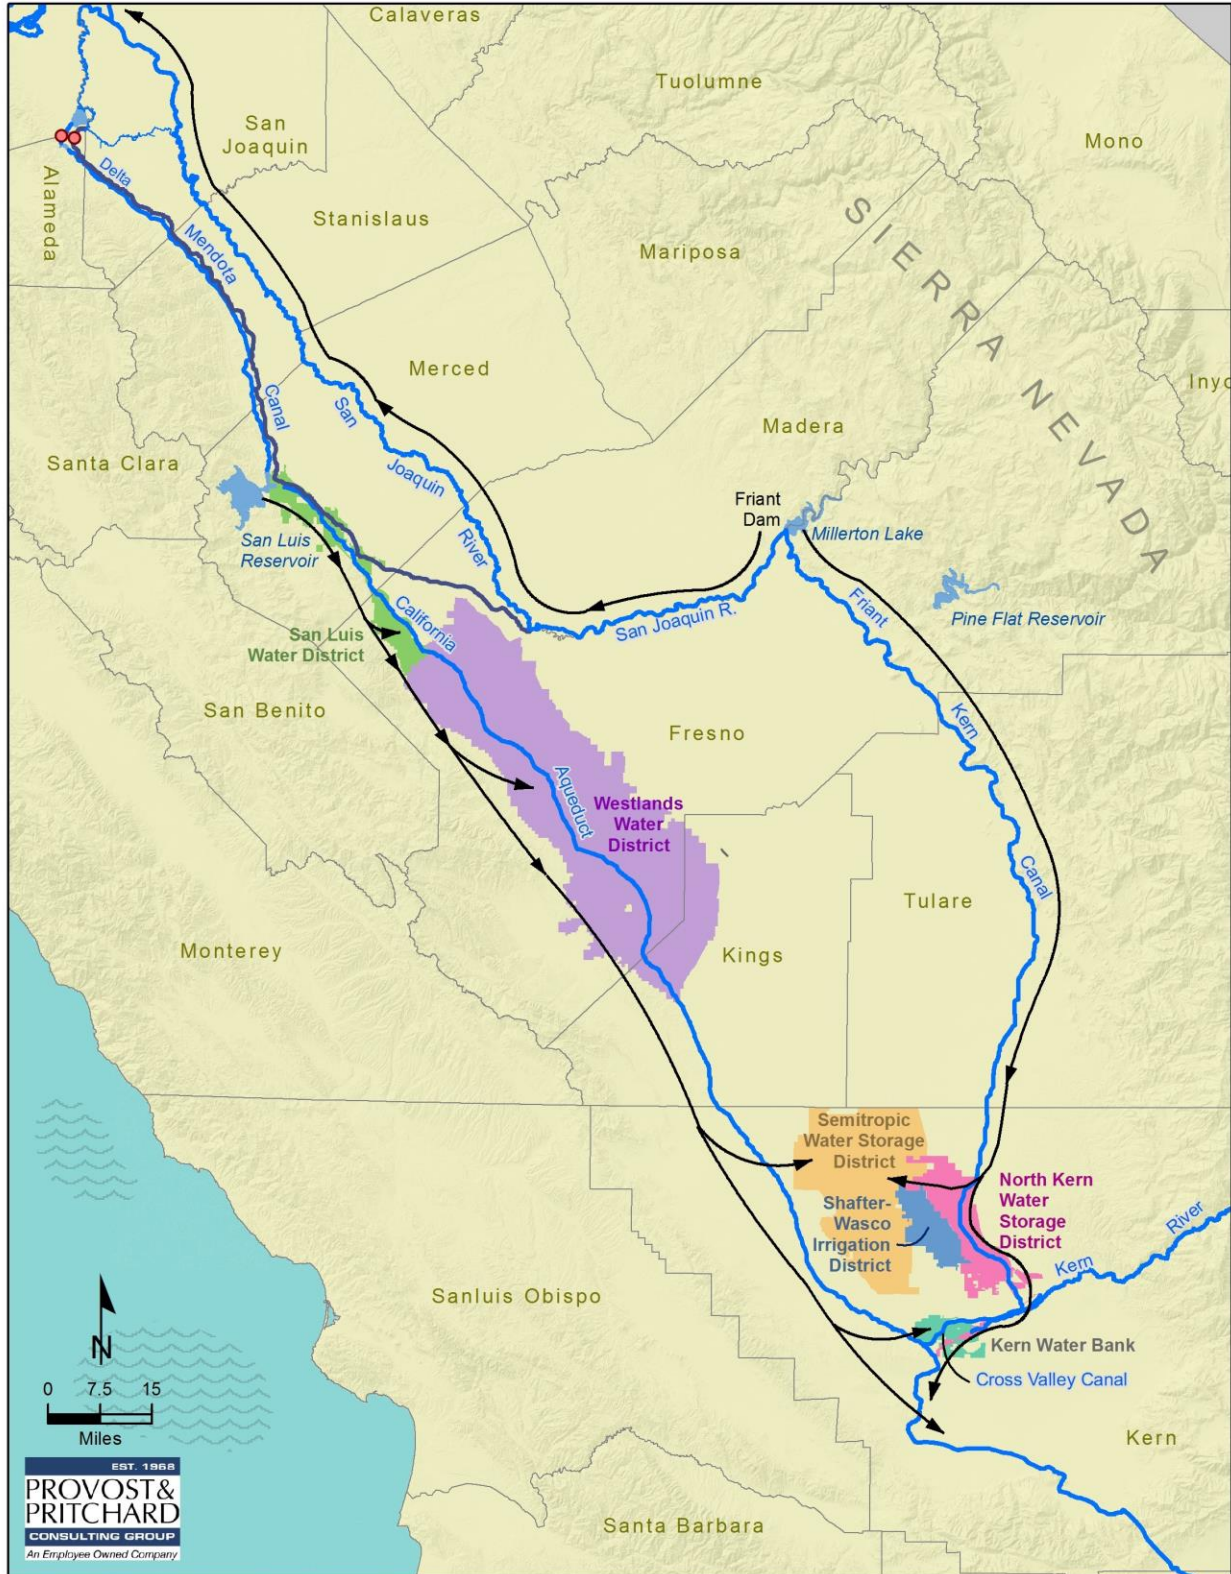 Calaveras
Tuolumne
Mono
San
Joaquin
Alameda
Delta
Mendota
Canal
Stanislaus
Mariposa
SIERRA NEVADA
Merced
Inyo
San
Joaquin
River
Madera
Santa Clara
Friant
Dam
Millerton Lake
San Luis
Reservoir
Friant
Kern
Canal
Pine Flat Reservoir
San Joaquin R.
California
Aqueduct
San Luis
Water District
San Benito
Fresno
Westlands
Water
District
Tulare
Monterey
Kings
Semitropic
Water Storage
District
North Kern
Water
Storage
District
Shafter-
Wasco
Irrigation
District
Kern
River
Sanluis Obispo
Kern Water Bank
Cross Valley Canal
Kern
Santa Barbara
N
0 7.5 15
Miles
EST. 1968
PROVOST&
PRITCHARD
CONSULTING GROUP
An Employee Owned Company